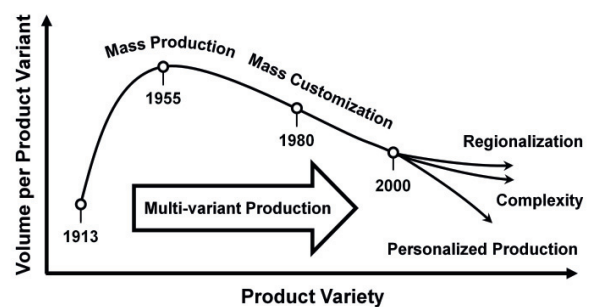 Volume per Product Variant
Mass Production
Mass Customization
1955
1980
2000
1913
Regionalization
Complexity
Personalized Production
Multi-variant Production
Product Variety